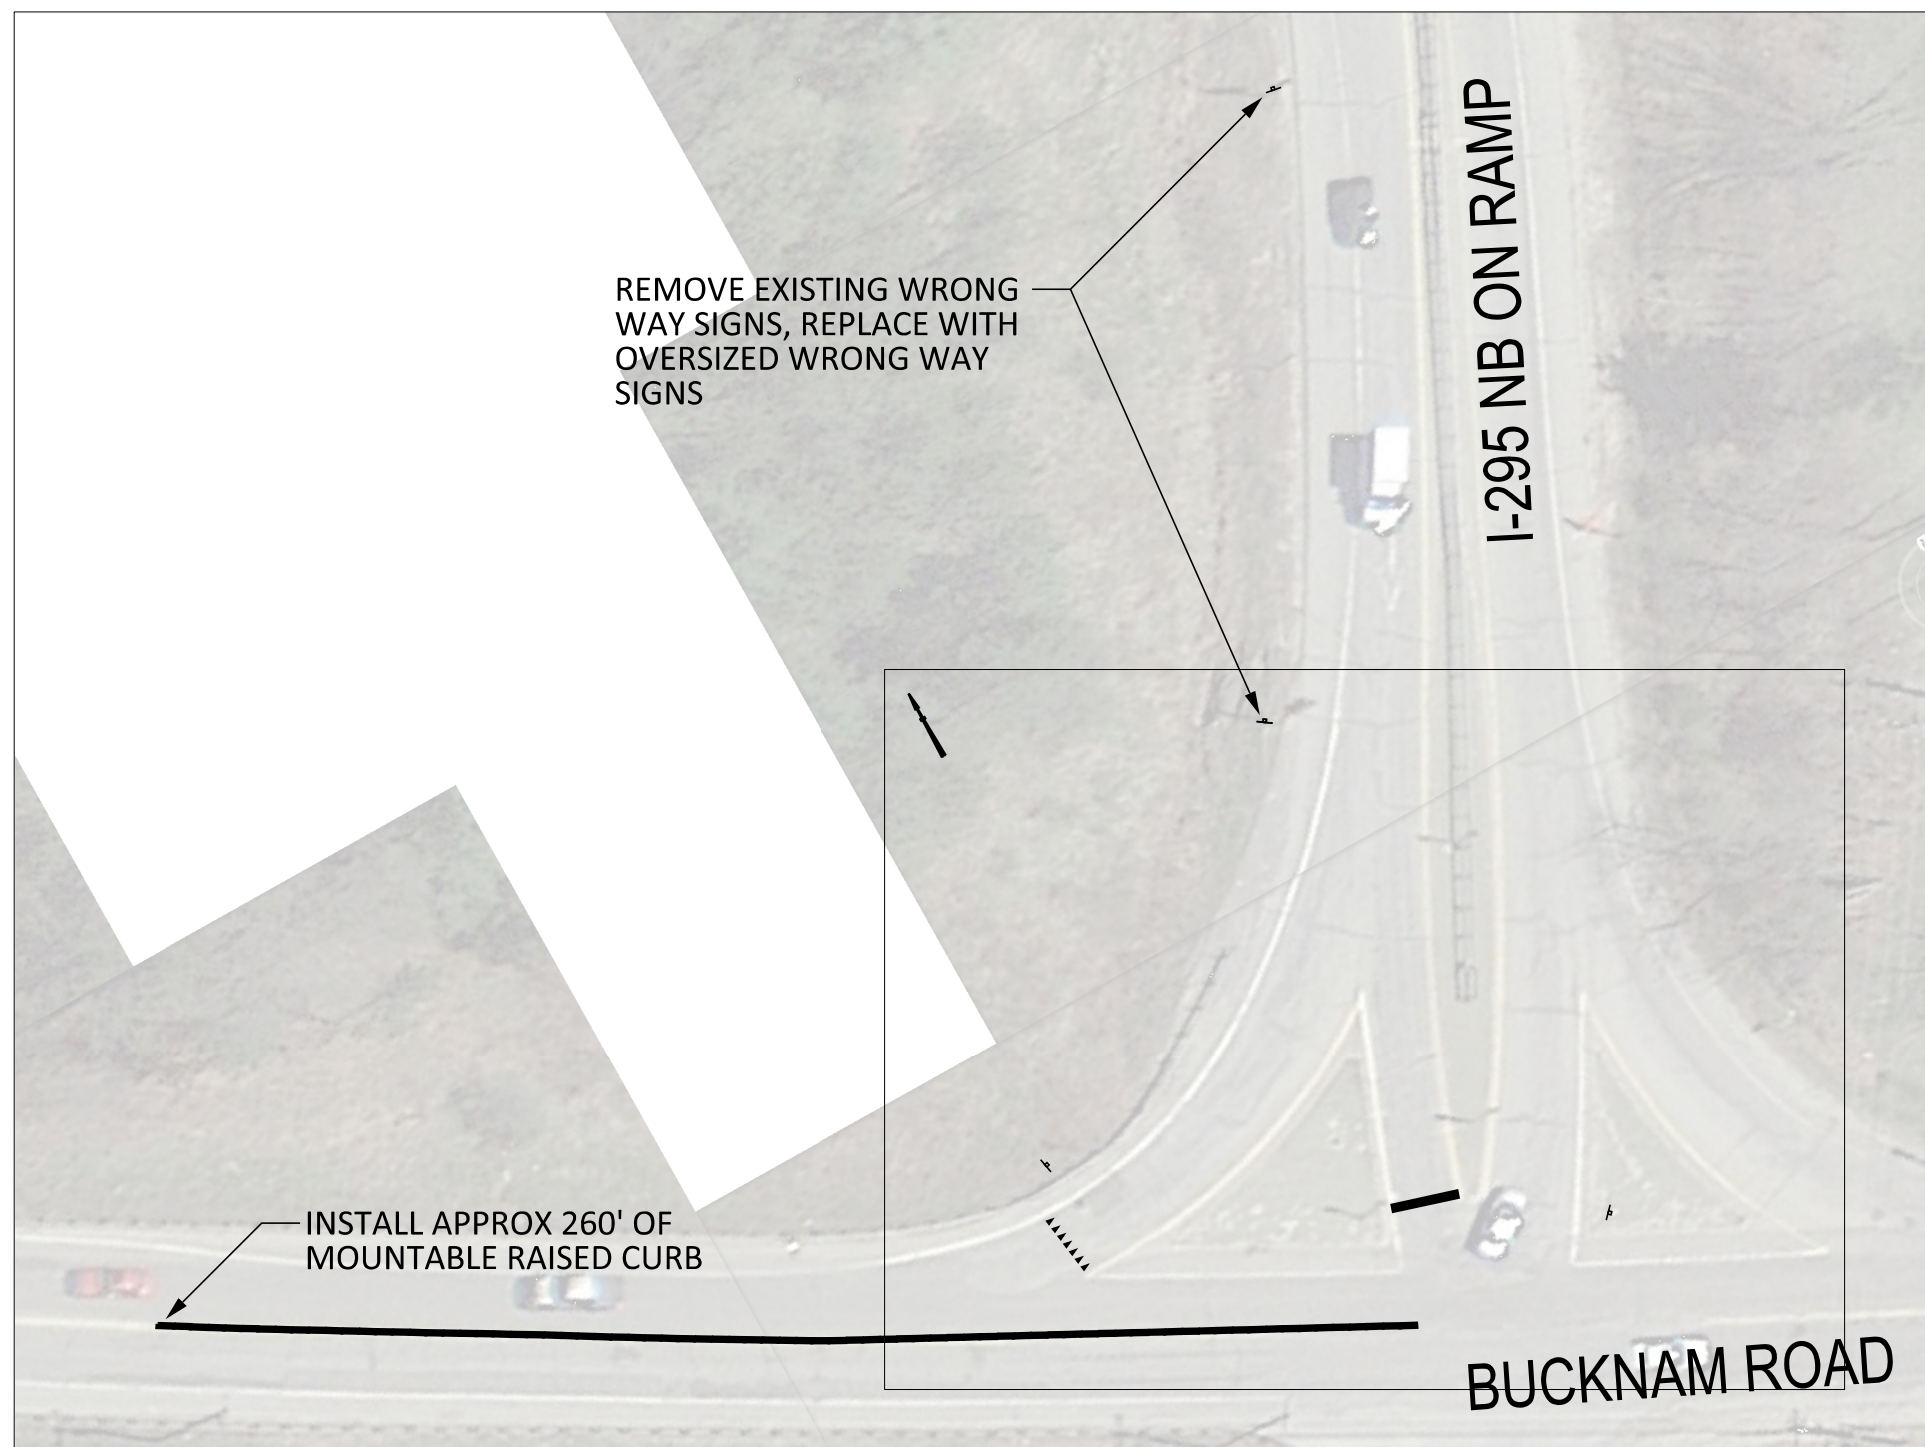 I-295 NB ON RAMP
REMOVE EXISTING WRONG
WAY SIGNS, REPLACE WITH
OVERSIZED WRONG WAY
SIGNS
INSTALL APPROX 260' OF
MOUNTABLE RAISED CURB
BUCKNAM ROAD